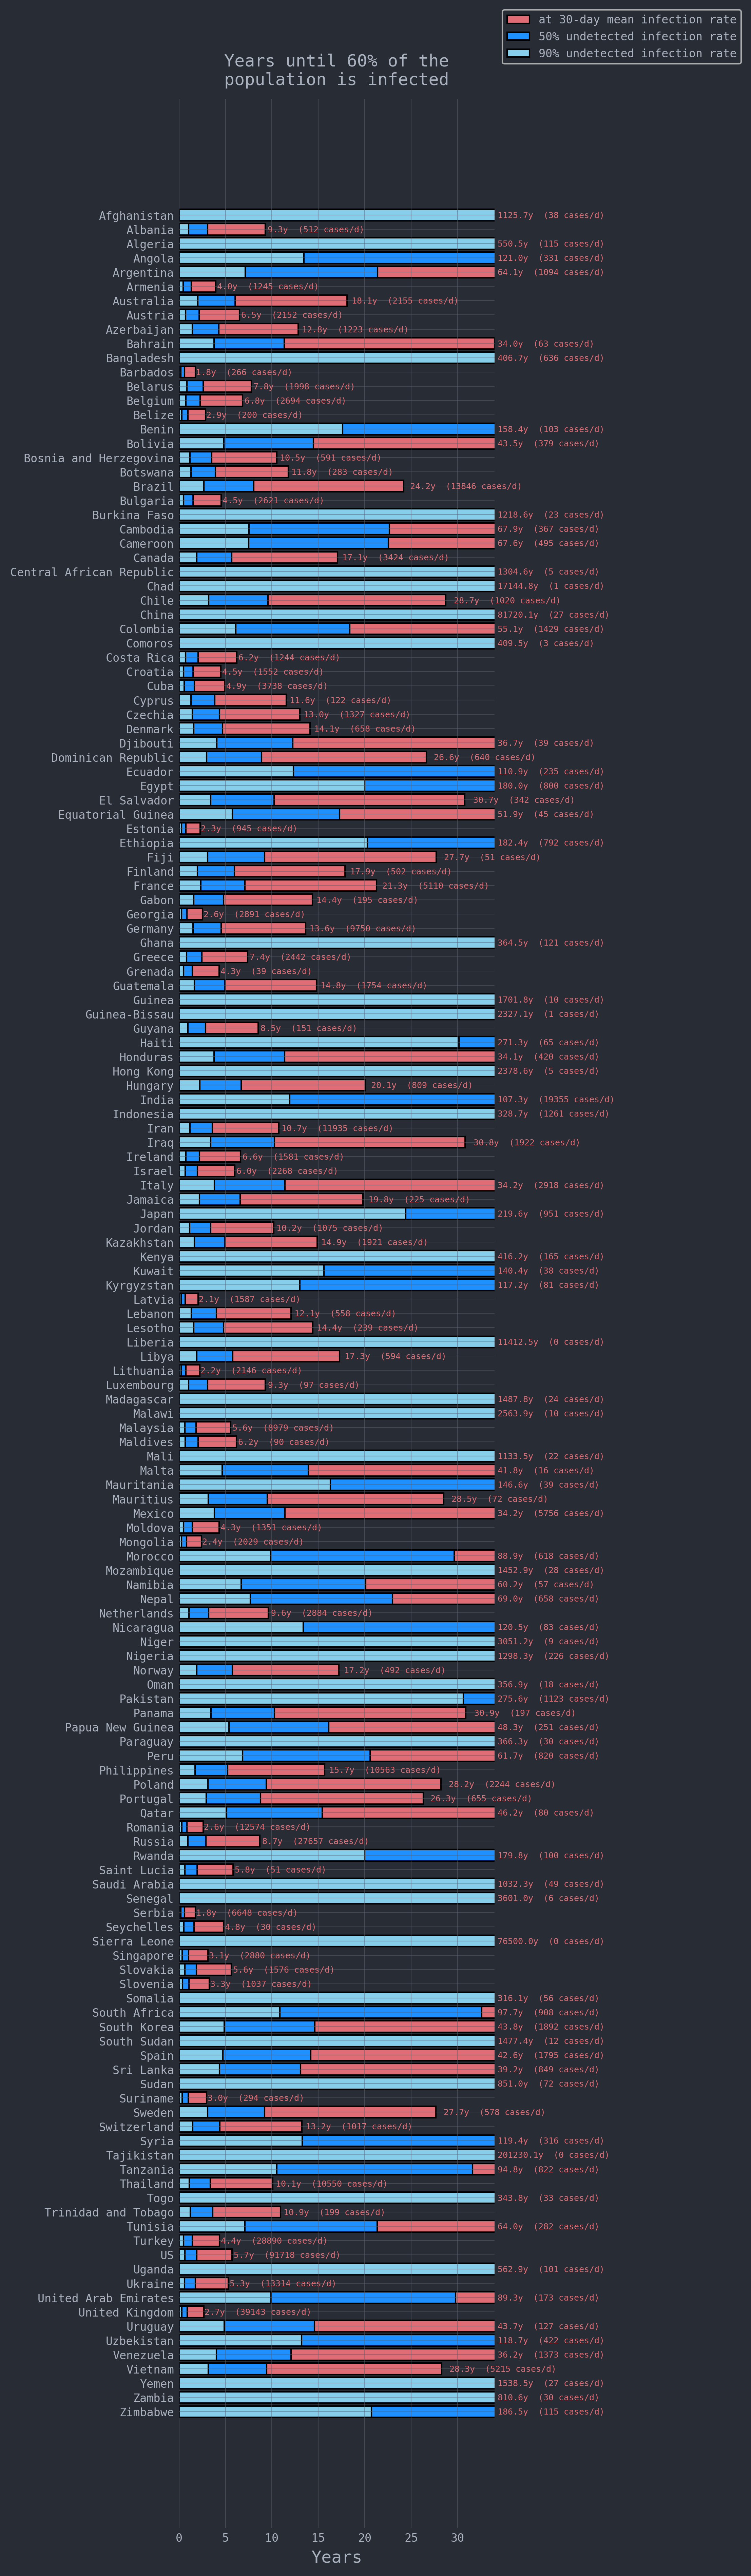 at 30-day mean infection rate
50% undetected infection rate
90% undetected infection rate
Years until 60% of the
population is infected
Afghanistan 1125.7y (38 cases/d)
Albania 9.3y (512 cases/d)
Algeria 550.5y (115 cases/d)
Angola 121.0y (331 cases/d)
Argentina 64.1y (1094 cases/d)
Armenia 4.0y (1245 cases/d)
Australia 18.1y (2155 cases/d)
Austria 6.5y (2152 cases/d)
Azerbaijan 12.8y (1223 cases/d)
Bahrain 34.0y (63 cases/d)
Bangladesh 406.7y (636 cases/d)
Barbados 1.8y (266 cases/d)
Belarus 7.8y (1998 cases/d)
Belgium 6.8y (2694 cases/d)
Belize 2.9y (200 cases/d)
Benin 158.4y (103 cases/d)
Bolivia 43.5y (379 cases/d)
Bosnia and Herzegovina 10.5y (591 cases/d)
Botswana 11.8y (283 cases/d)
Brazil 24.2y (13846 cases/d)
Bulgaria 4.5y (2621 cases/d)
Burkina Faso 1218.6y (23 cases/d)
Cambodia 67.9y (367 cases/d)
Cameroon 67.6y (495 cases/d)
Canada 17.1y (3424 cases/d)
Central African Republic 1304.6y (5 cases/d)
Chad 17144.8y (1 cases/d)
Chile 28.7y (1020 cases/d)
China 81720.1y (27 cases/d)
Colombia 55.1y (1429 cases/d)
Comoros 409.5y (3 cases/d)
Costa Rica 6.2y (1244 cases/d)
Croatia 4.5y (1552 cases/d)
Cuba 4.9y (3738 cases/d)
Cyprus 11.6y (122 cases/d)
Czechia 13.0y (1327 cases/d)
Denmark 14.1y (658 cases/d)
Djibouti 36.7y (39 cases/d)
Dominican Republic 26.6y (640 cases/d)
Ecuador 110.9y (235 cases/d)
Egypt 180.0y (800 cases/d)
El Salvador 30.7y (342 cases/d)
Equatorial Guinea 51.9y (45 cases/d)
Estonia 2.3y (945 cases/d)
Ethiopia 182.4y (792 cases/d)
Fiji 27.7y (51 cases/d)
Finland 17.9y (502 cases/d)
France 21.3y (5110 cases/d)
Gabon 14.4y (195 cases/d)
Georgia 2.6y (2891 cases/d)
Germany 13.6y (9750 cases/d)
Ghana 364.5y (121 cases/d)
Greece 7.4y (2442 cases/d)
Grenada 4.3y (39 cases/d)
Guatemala 14.8y (1754 cases/d)
Guinea 1701.8y (10 cases/d)
Guinea-Bissau 2327.1y (1 cases/d)
Guyana 8.5y (151 cases/d)
Haiti 271.3y (65 cases/d)
Honduras 34.1y (420 cases/d)
Hong Kong 2378.6y (5 cases/d)
Hungary 20.1y (809 cases/d)
India 107.3y (19355 cases/d)
Indonesia 328.7y (1261 cases/d)
Iran 10.7y (11935 cases/d)
Iraq 30.8y (1922 cases/d)
Ireland 6.6y (1581 cases/d)
Israel 6.0y (2268 cases/d)
Italy 34.2y (2918 cases/d)
Jamaica 19.8y (225 cases/d)
Japan 219.6y (951 cases/d)
Jordan 10.2y (1075 cases/d)
Kazakhstan 14.9y (1921 cases/d)
Kenya 416.2y (165 cases/d)
Kuwait 140.4y (38 cases/d)
Kyrgyzstan 117.2y (81 cases/d)
Latvia 2.1y (1587 cases/d)
Lebanon 12.1y (558 cases/d)
Lesotho 14.4y (239 cases/d)
Liberia 11412.5y (0 cases/d)
Libya 17.3y (594 cases/d)
Lithuania 2.2y (2146 cases/d)
Luxembourg 9.3y (97 cases/d)
Madagascar 1487.8y (24 cases/d)
Malawi 2563.9y (10 cases/d)
Malaysia 5.6y (8979 cases/d)
Maldives 6.2y (90 cases/d)
Mali 1133.5y (22 cases/d)
Malta 41.8y (16 cases/d)
Mauritania 146.6y (39 cases/d)
Mauritius 28.5y (72 cases/d)
Mexico 34.2y (5756 cases/d)
Moldova 4.3y (1351 cases/d)
Mongolia 2.4y (2029 cases/d)
Morocco 88.9y (618 cases/d)
Mozambique 1452.9y (28 cases/d)
Namibia 60.2y (57 cases/d)
Nepal 69.0y (658 cases/d)
Netherlands 9.6y (2884 cases/d)
Nicaragua 120.5y (83 cases/d)
Niger 3051.2y (9 cases/d)
Nigeria 1298.3y (226 cases/d)
Norway 17.2y (492 cases/d)
Oman 356.9y (18 cases/d)
Pakistan 275.6y (1123 cases/d)
Panama 30.9y (197 cases/d)
Papua New Guinea 48.3y (251 cases/d)
Paraguay 366.3y (30 cases/d)
Peru 61.7y (820 cases/d)
Philippines 15.7y (10563 cases/d)
Poland 28.2y (2244 cases/d)
Portugal 26.3y (655 cases/d)
Qatar 46.2y (80 cases/d)
Romania 2.6y (12574 cases/d)
Russia 8.7y (27657 cases/d)
Rwanda 179.8y (100 cases/d)
Saint Lucia 5.8y (51 cases/d)
Saudi Arabia 1032.3y (49 cases/d)
Senegal 3601.0y (6 cases/d)
Serbia 1.8y (6648 cases/d)
Seychelles 4.8y (30 cases/d)
Sierra Leone 76500.0y (0 cases/d)
Singapore 3.1y (2880 cases/d)
Slovakia 5.6y (1576 cases/d)
Slovenia 3.3y (1037 cases/d)
Somalia 316.1y (56 cases/d)
South Africa 97.7y (908 cases/d)
South Korea 43.8y (1892 cases/d)
South Sudan 1477.4y (12 cases/d)
Spain 42.6y (1795 cases/d)
Sri Lanka 39.2y (849 cases/d)
Sudan 851.0y (72 cases/d)
Suriname 3.0y (294 cases/d)
Sweden 27.7y (578 cases/d)
Switzerland 13.2y (1017 cases/d)
Syria 119.4y (316 cases/d)
Tajikistan 201230.1y (0 cases/d)
Tanzania 94.8y (822 cases/d)
Thailand 10.1y (10550 cases/d)
Togo 343.8y (33 cases/d)
Trinidad and Tobago 10.9y (199 cases/d)
Tunisia 64.0y (282 cases/d)
Turkey 4.4y (28890 cases/d)
US 5.7y (91718 cases/d)
Uganda 562.9y (101 cases/d)
Ukraine 5.3y (13314 cases/d)
United Arab Emirates 89.3y (173 cases/d)
United Kingdom 2.7y (39143 cases/d)
Uruguay 43.7y (127 cases/d)
Uzbekistan 118.7y (422 cases/d)
Venezuela 36.2y (1373 cases/d)
Vietnam 28.3y (5215 cases/d)
Yemen 1538.5y (27 cases/d)
Zambia 810.6y (30 cases/d)
Zimbabwe 186.5y (115 cases/d)
0 5 10 15 20 25 30
Years